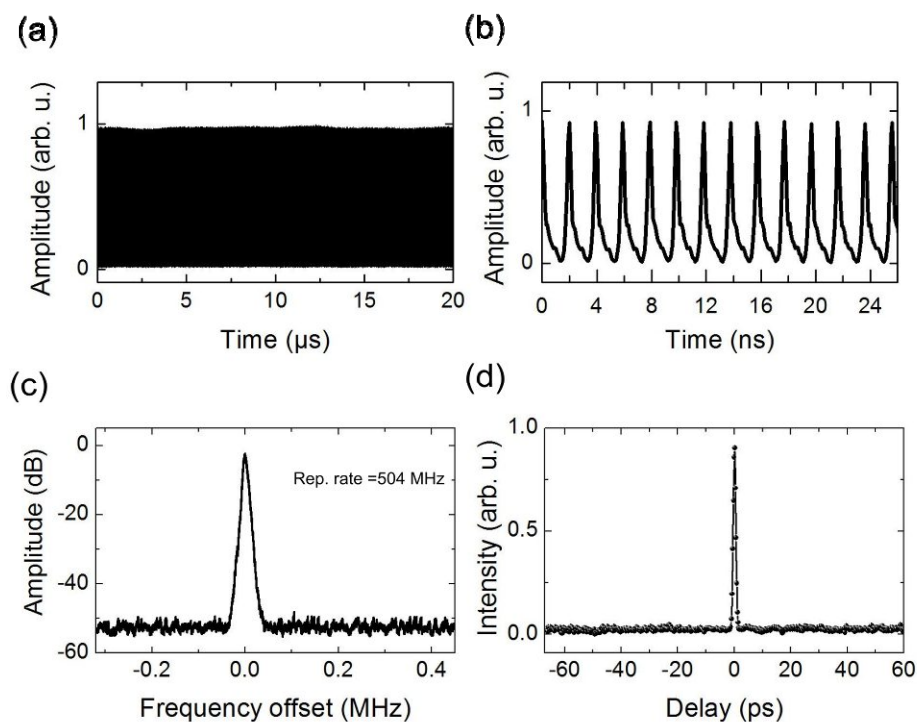 (a)
Amplitude (arb. u.)
1
0
0 5 10 15 20
Time (µs)
(b)
Amplitude (arb. u.)
1
0
0 4 8 12 16 20 24
Time (ns)
(c)
Amplitude (dB)
0
-20
-40
-60
Rep. rate =504 MHz
-0.2 0.0 0.2 0.4
Frequency offset (MHz)
(d)
Intensity (arb. u.)
1.0
0.5
0.0
-60 -40 -20 0 20 40 60
Delay (ps)